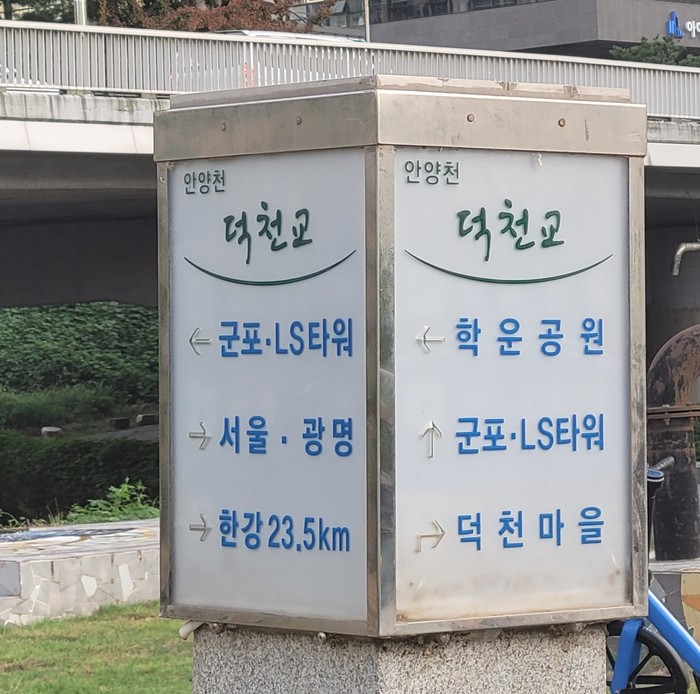 안양천
덕천교
← 군포·LS타워
→ 서울·광명
→ 한강 23.5km
안양천
덕천교
← 학운공원
↑ 군포·LS타워
↱ 덕천마을